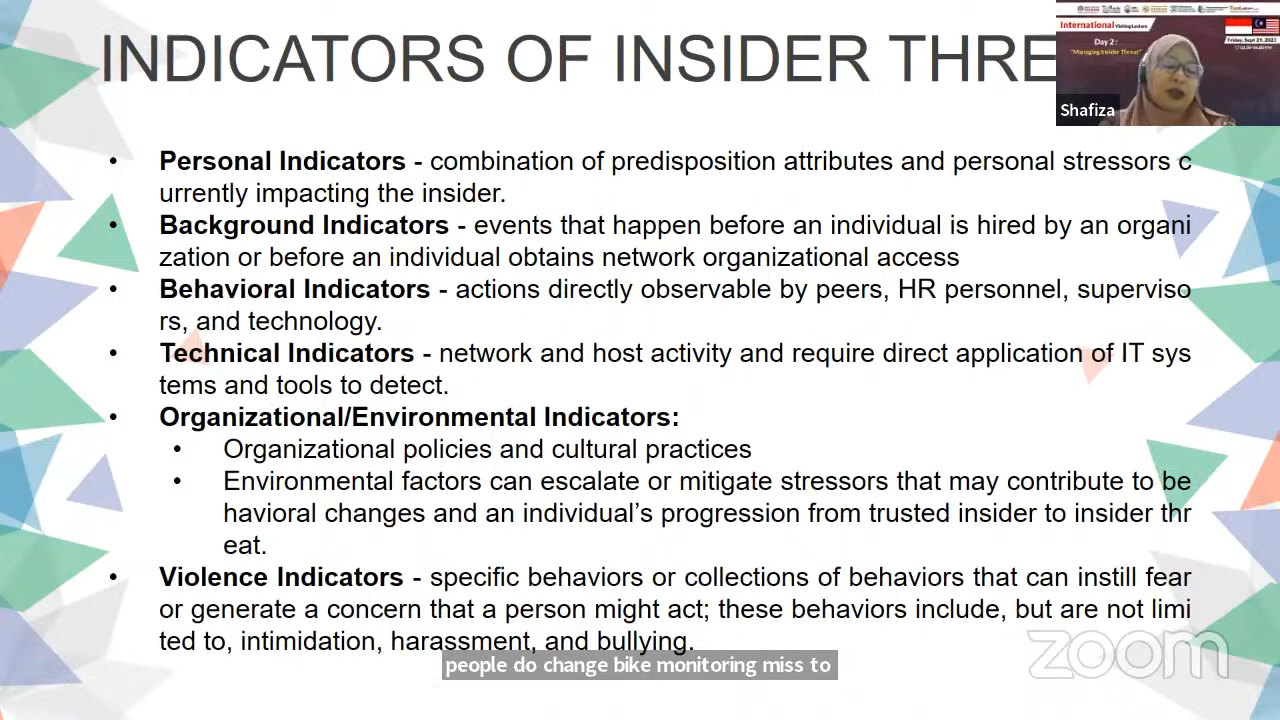 INDICATORS OF INSIDER THRE
International Visiting Lecture
Day 2 :
"Managing Insider Threat"
Friday, Sept 29, 2023
Shafiza
• Personal Indicators - combination of predisposition attributes and personal stressors c
urrently impacting the insider.
• Background Indicators - events that happen before an individual is hired by an organi
zation or before an individual obtains network organizational access
• Behavioral Indicators - actions directly observable by peers, HR personnel, superviso
rs, and technology.
• Technical Indicators - network and host activity and require direct application of IT sys
tems and tools to detect.
• Organizational/Environmental Indicators:
• Organizational policies and cultural practices
• Environmental factors can escalate or mitigate stressors that may contribute to be
havioral changes and an individual’s progression from trusted insider to insider thr
eat.
• Violence Indicators - specific behaviors or collections of behaviors that can instill fear
or generate a concern that a person might act; these behaviors include, but are not limi
ted to, intimidation, harassment, and bullying.
people do change bike monitoring miss to
zoom